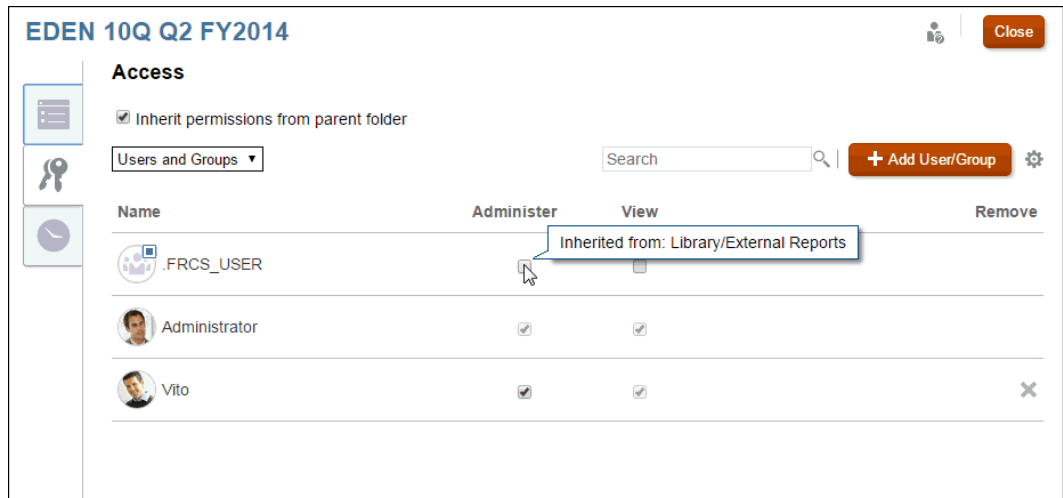 EDEN 10Q Q2 FY2014
Close
Access
Inherit permissions from parent folder
Users and Groups
Search
Add User/Group
Name Administer View Remove
Inherited from: Library/External Reports
.FRCS_USER
Administrator
Vito